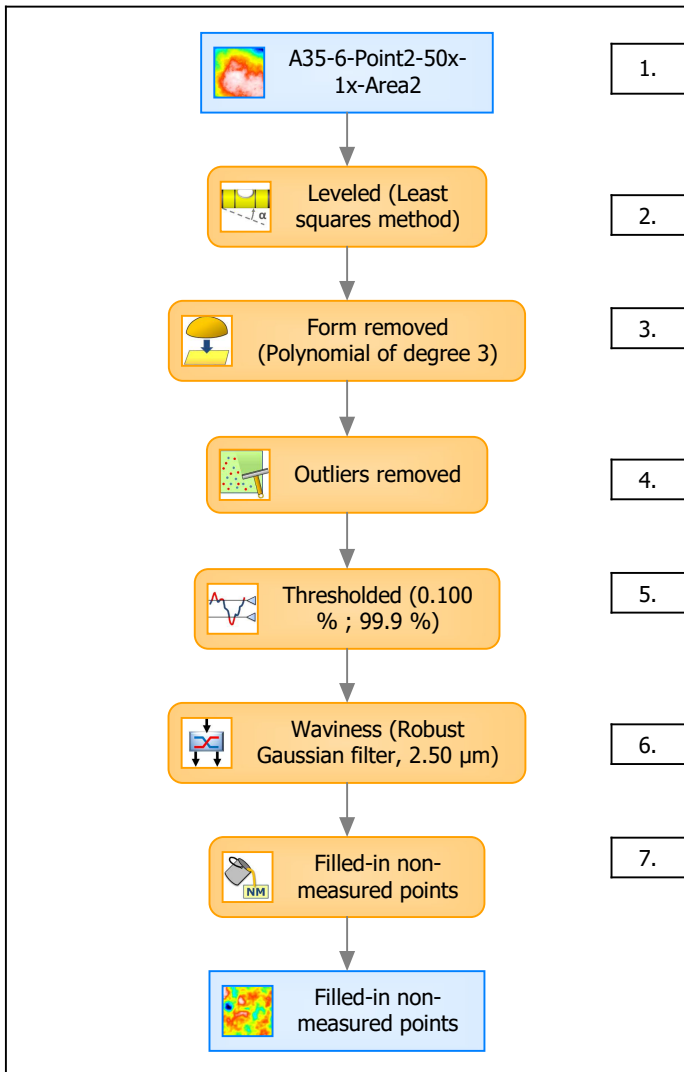 A35-6-Point2-50x-
1x-Area2
1.
α
Leveled (Least
squares method)
2.
Form removed
(Polynomial of degree 3)
3.
Outliers removed
4.
Thresholded (0.100
% ; 99.9 %)
5.
Waviness (Robust
Gaussian filter, 2.50 µm)
6.
Filled-in non-
measured points
NM
7.
Filled-in non-
measured points